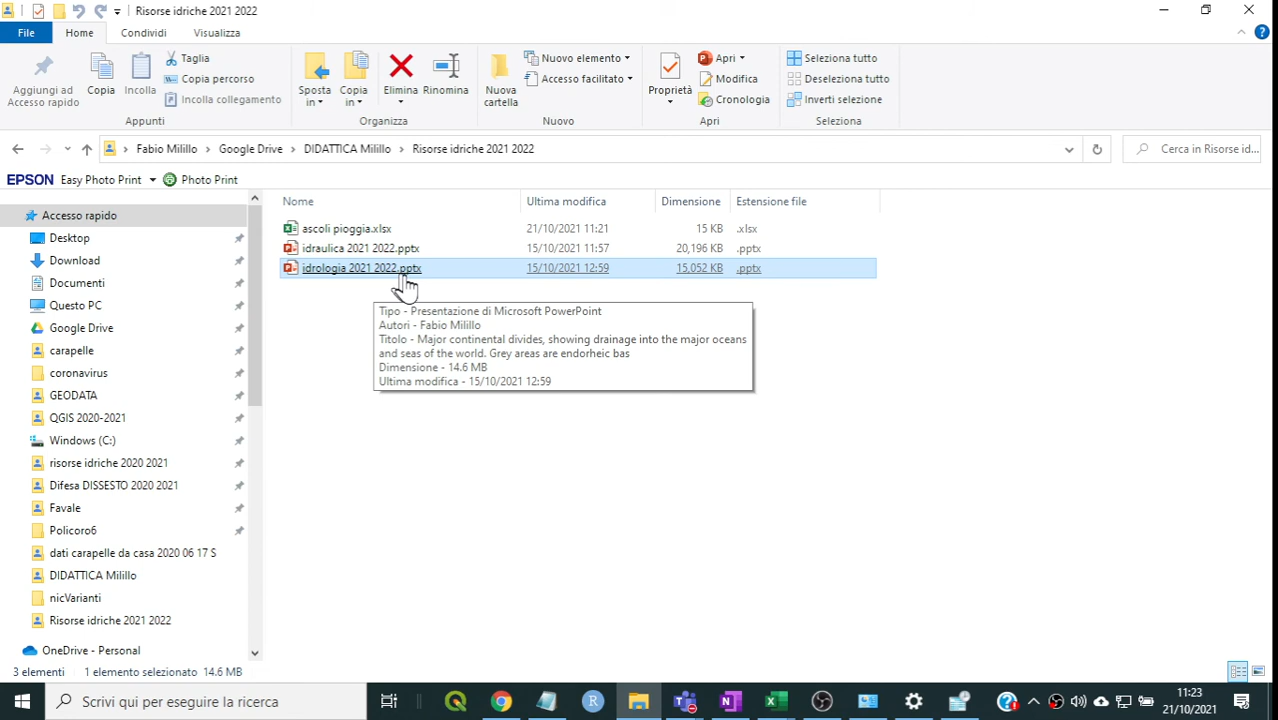 Risorse idriche 2021 2022
File Home Condividi Visualizza
Aggiungi ad Accesso rapido
Copia
Incolla
Taglia
Copia percorso
Incolla collegamento
Appunti
Sposta in
Copia in
Elimina
Rinomina
Organizza
Nuova cartella
Nuovo elemento
Accesso facilitato
Nuovo
Proprietà
Apri
Modifica
Cronologia
Apri
Seleziona tutto
Deseleziona tutto
Inverti selezione
Seleziona
Fabio Milillo > Google Drive > DIDATTICA Milillo > Risorse idriche 2021 2022
Cerca in Risorse id...
EPSON Easy Photo Print Photo Print
Accesso rapido
Desktop
Download
Documenti
Questo PC
Google Drive
carapelle
coronavirus
GEODATA
QGIS 2020-2021
Windows (C:)
risorse idriche 2020 2021
Difesa DISSESTO 2020 2021
Favale
Policoro6
dati carapelle da casa 2020 06 17 S
DIDATTICA Milillo
nicVarianti
Risorse idriche 2021 2022
OneDrive - Personal
Nome Ultima modifica Dimensione Estensione file
ascoli pioggia.xlsx 21/10/2021 11:21 15 KB .xlsx
idraulica 2021 2022.pptx 15/10/2021 11:57 20,196 KB .pptx
idrologia 2021 2022.pptx 15/10/2021 12:59 15,052 KB .pptx
Tipo - Presentazione di Microsoft PowerPoint
Autori - Fabio Milillo
Titolo - Major continental divides, showing drainage into the major oceans
and seas of the world. Grey areas are endorheic bas
Dimensione - 14.6 MB
Ultima modifica - 15/10/2021 12:59
3 elementi 1 elemento selezionato 14.6 MB
Scrivi qui per eseguire la ricerca
11:23
21/10/2021